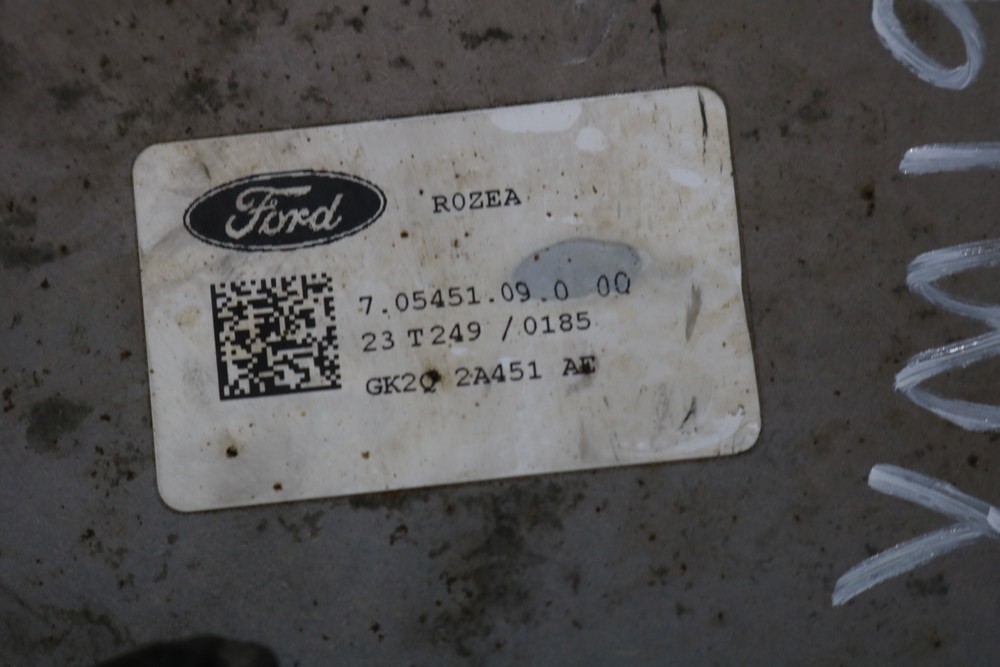 Ford
R0ZEA
7.05451.09.0 00
23 T249 /0185
GK2Q 2A451 AE